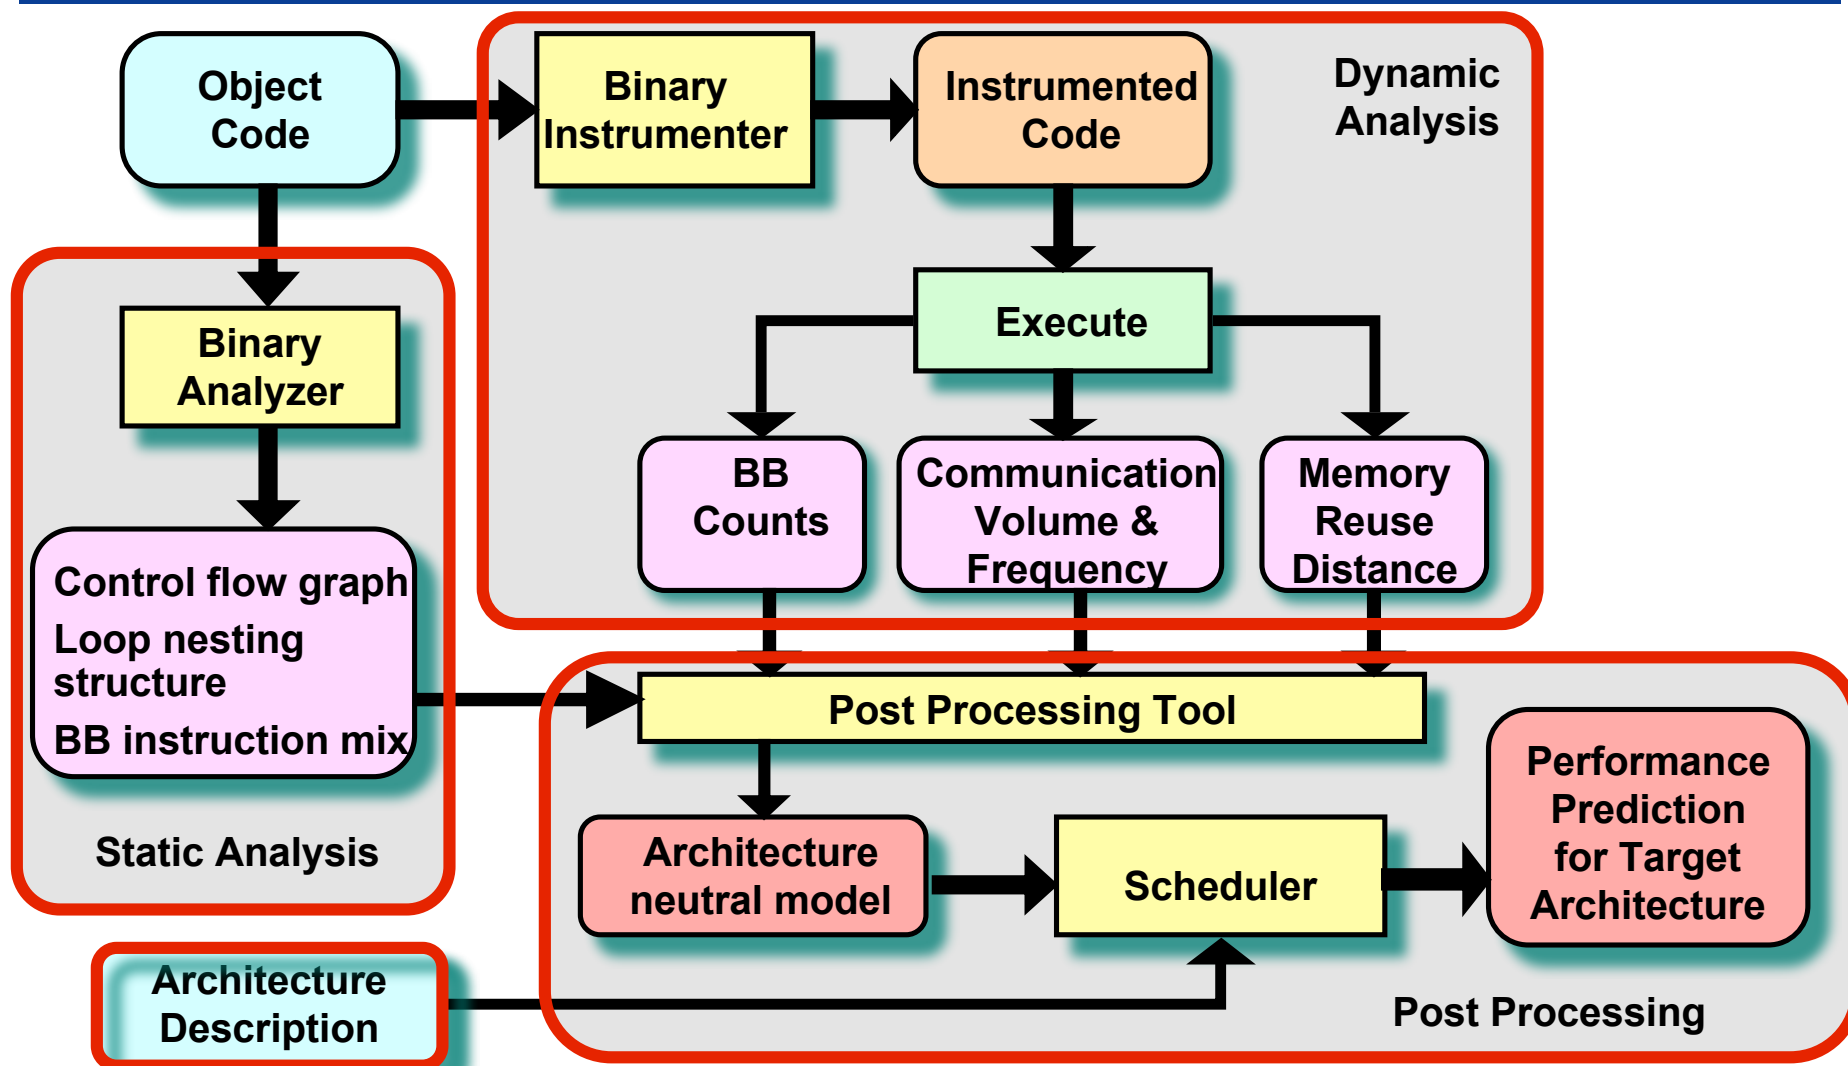 Object
Code
Binary
Instrumenter
Instrumented
Code
Dynamic
Analysis
Execute
Binary
Analyzer
BB
Counts
Communication
Volume &
Frequency
Memory
Reuse
Distance
Control flow graph
Loop nesting
structure
BB instruction mix
Static Analysis
Post Processing Tool
Architecture
neutral model
Scheduler
Performance
Prediction
for Target
Architecture
Architecture
Description
Post Processing